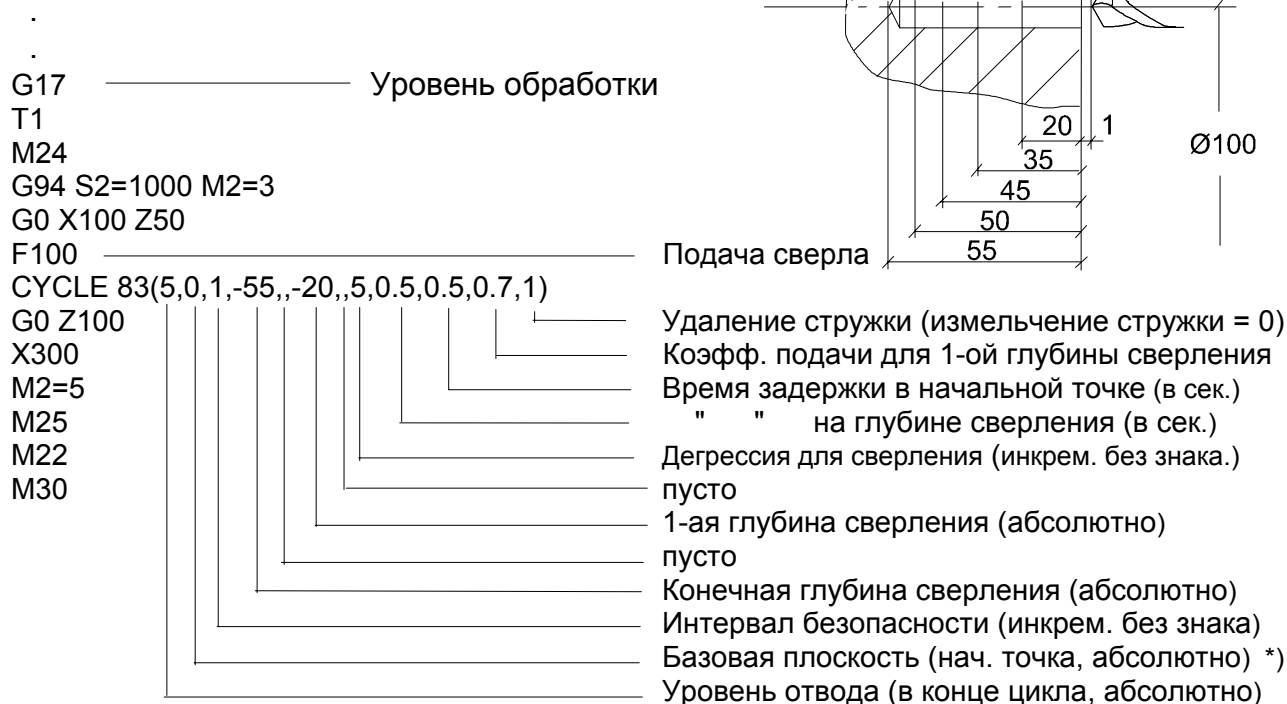 .
.
G17 Уровень обработки
T1
M24
G94 S2=1000 M2=3
G0 X100 Z50
F100 Подача сверла
CYCLE 83(5,0,1,-55,,-20,,5,0.5,0.5,0.7,1)
G0 Z100 Удаление стружки (измельчение стружки = 0)
X300 Коэфф. подачи для 1-ой глубины сверления
M2=5 Время задержки в начальной точке (в сек.)
M25 " " на глубине сверления (в сек.)
M22 Дегрессия для сверления (инкрем. без знака.)
M30 пусто
1-ая глубина сверления (абсолютно)
пусто
Конечная глубина сверления (абсолютно)
Интервал безопасности (инкрем. без знака)
Базовая плоскость (нач. точка, абсолютно) *)
Уровень отвода (в конце цикла, абсолютно)
20 1
Ø100
35
45
50
55